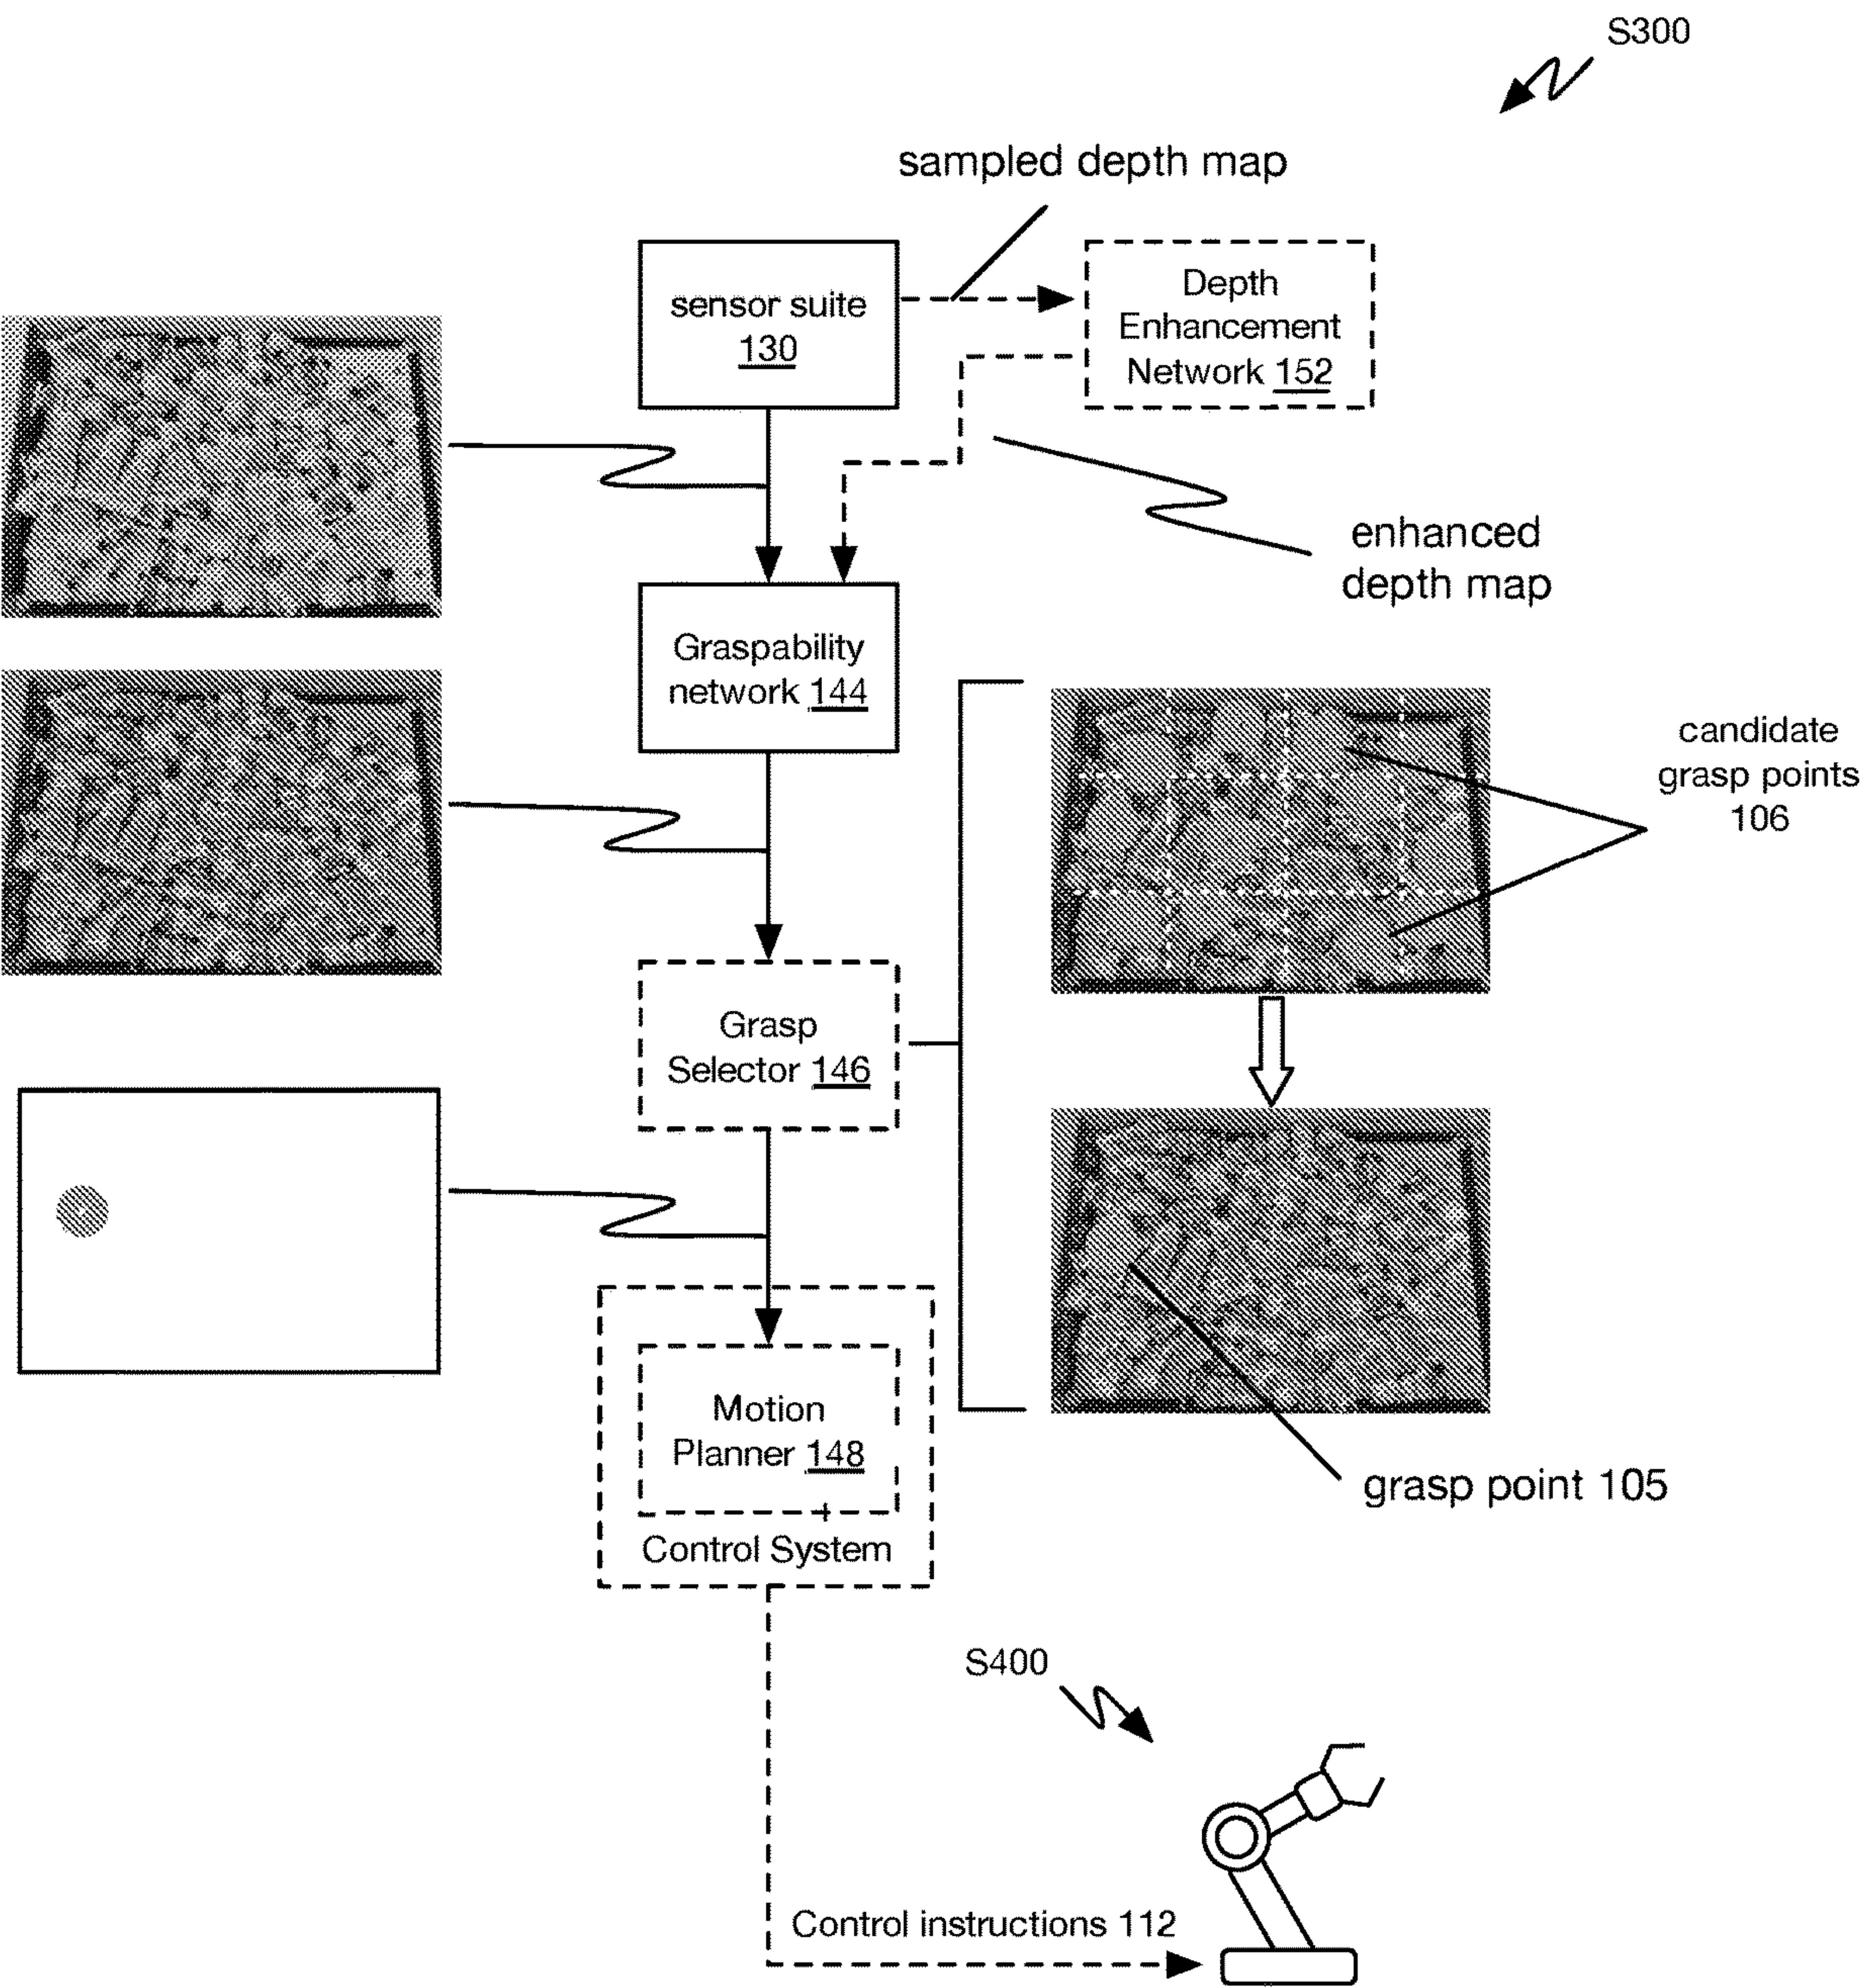 S300
sampled depth map
sensor suite
130
Depth
Enhancement
Network 152
enhanced
depth map
Graspability
network 144
candidate
grasp points
106
Grasp
Selector 146
Motion
Planner 148
Control System
grasp point 105
S400
Control instructions 112